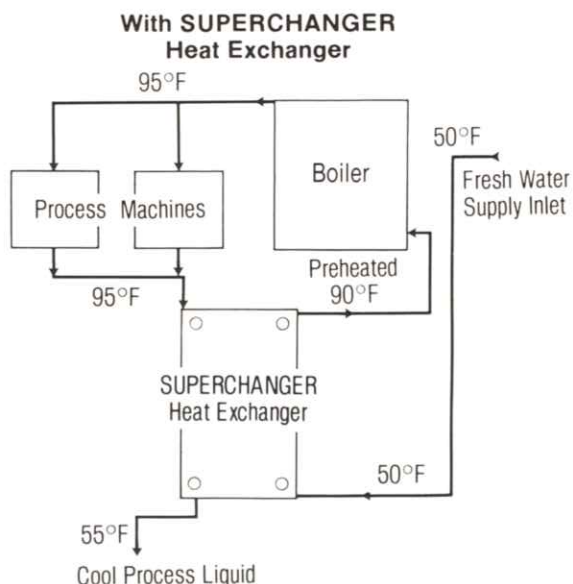 With SUPERCHANGER
Heat Exchanger
95°F
50°F
Boiler
Fresh Water
Supply Inlet
Process Machines
Preheated
95°F
90°F
SUPERCHANGER
Heat Exchanger
50°F
55°F
Cool Process Liquid